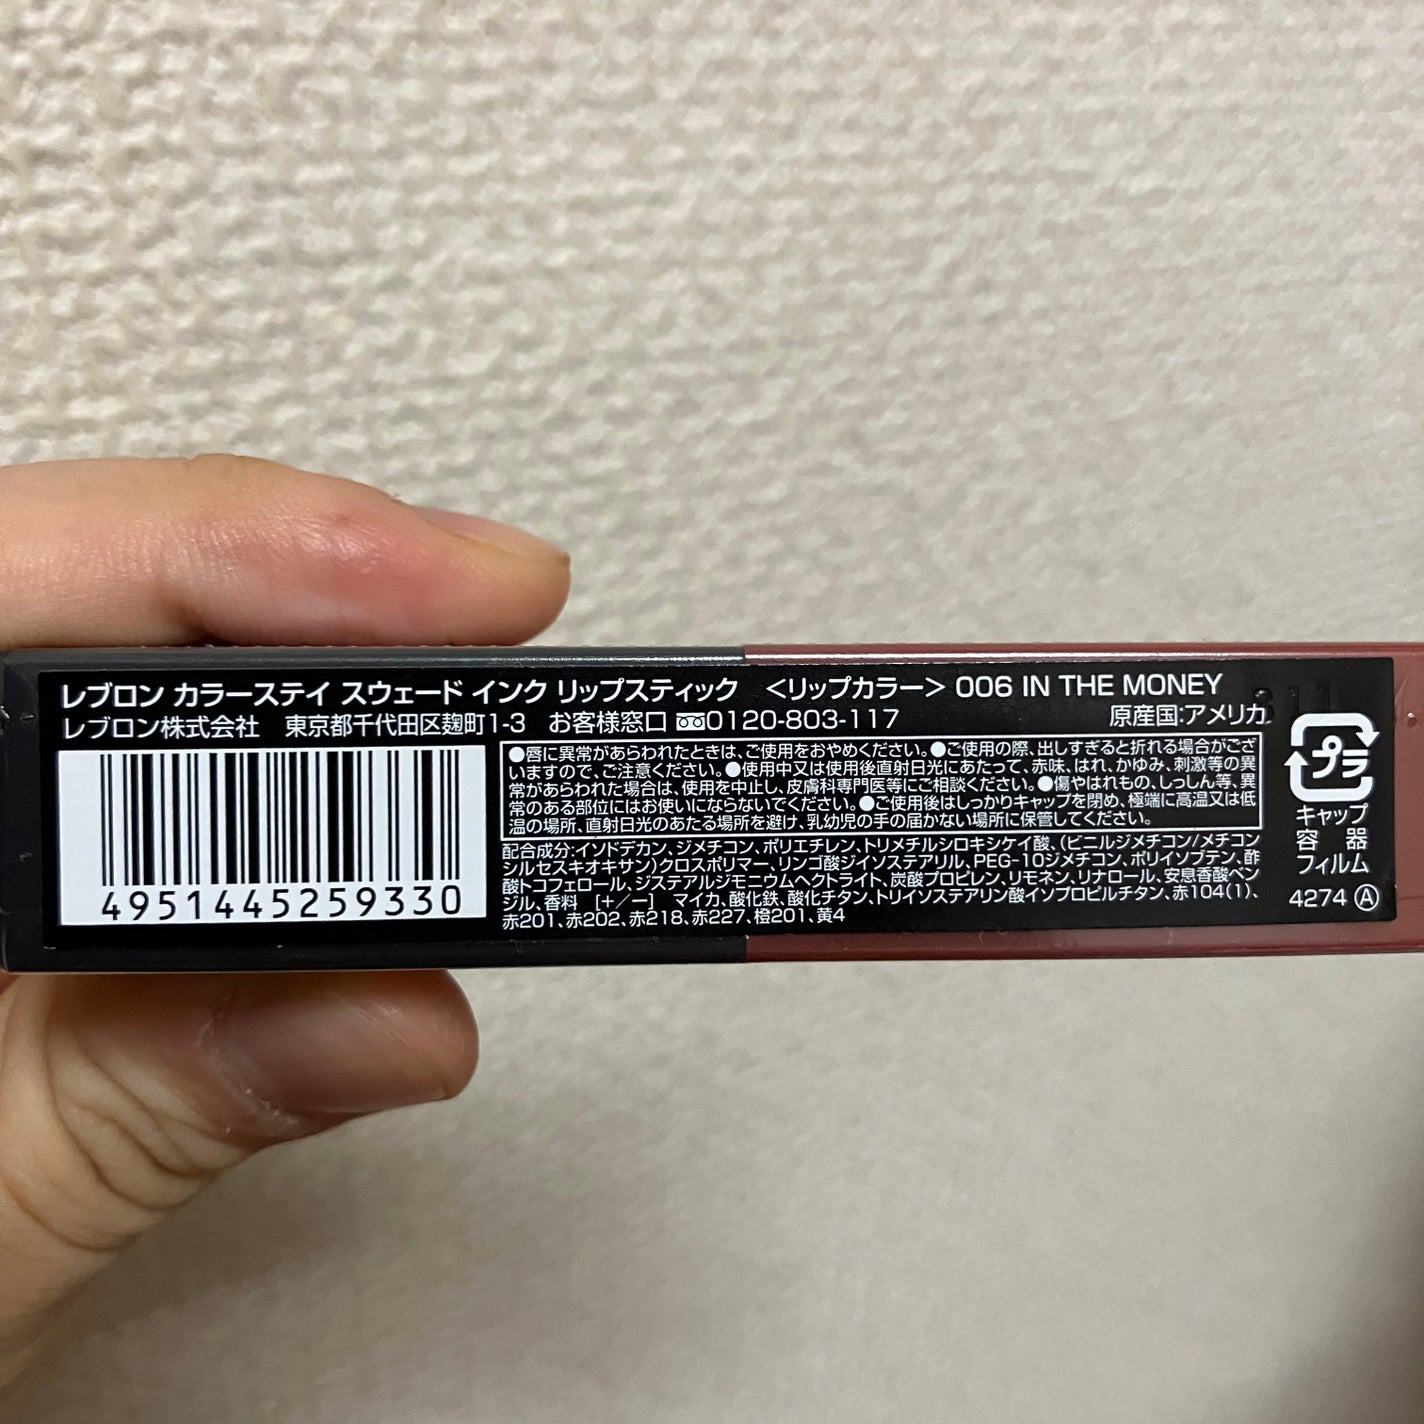 レブロン カラーステイ スウェード インク リップスティック　＜リップカラー＞ 006 IN THE MONEY
レブロン株式会社　東京都千代田区麹町1-3　お客様窓口 0120-803-117　原産国:アメリカ
●唇に異常があらわれたときは、ご使用をおやめください。●ご使用の際、出しすぎると折れる場合がござ
いますので、ご注意ください。●使用中又は使用後直射日光にあたって、赤味、はれ、かゆみ、刺激等の異
常があらわれた場合は、使用を中止し、皮膚科専門医等にご相談ください。●傷やはれもの、しっしん等、異
常のある部位にはお使いにならないでください。●ご使用後はしっかりキャップを閉め、極端に高温又は低
温の場所、直射日光のあたる場所を避け、乳幼児の手の届かない場所に保管してください。
配合成分:イソドデカン、ジメチコン、ポリエチレン、トリメチルシロキシケイ酸、(ビニルジメチコン/メチコン
シルセスキオキサン)クロスポリマー、リンゴ酸ジイソステアリル、PEG-10ジメチコン、ポリイソブテン、酢
酸トコフェロール、ジステアルジモニウムヘクトライト、炭酸プロピレン、リモネン、リナロール、安息香酸ベン
ジル、香料　[+/−]　マイカ、酸化鉄、酸化チタン、トリイソステアリン酸イソプロピルチタン、赤104(1)、
赤201、赤202、赤218、赤227、橙201、黄4
4951445259330
プラ
キャップ
容器
フィルム
4274 Ⓐ